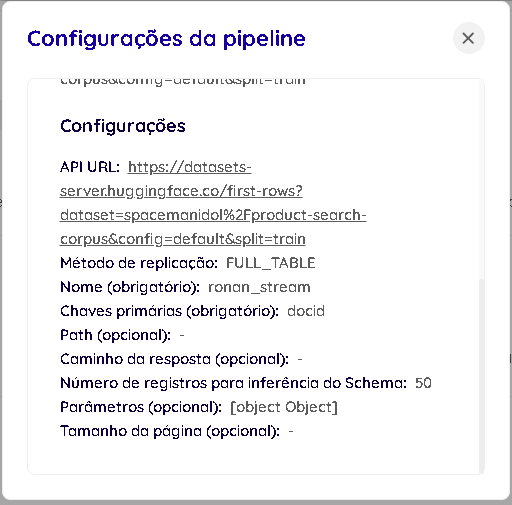 Configurações da pipeline
corpus&config=default&split=train
Configurações
API URL: https://datasets-
server.huggingface.co/first-rows?
dataset=spacemanidol%2Fproduct-search-
corpus&config=default&split=train
Método de replicação: FULL_TABLE
Nome (obrigatório): ronan_stream
Chaves primárias (obrigatório): docid
Path (opcional): -
Caminho da resposta (opcional): -
Número de registros para inferência do Schema: 50
Parâmetros (opcional): [object Object]
Tamanho da página (opcional): -